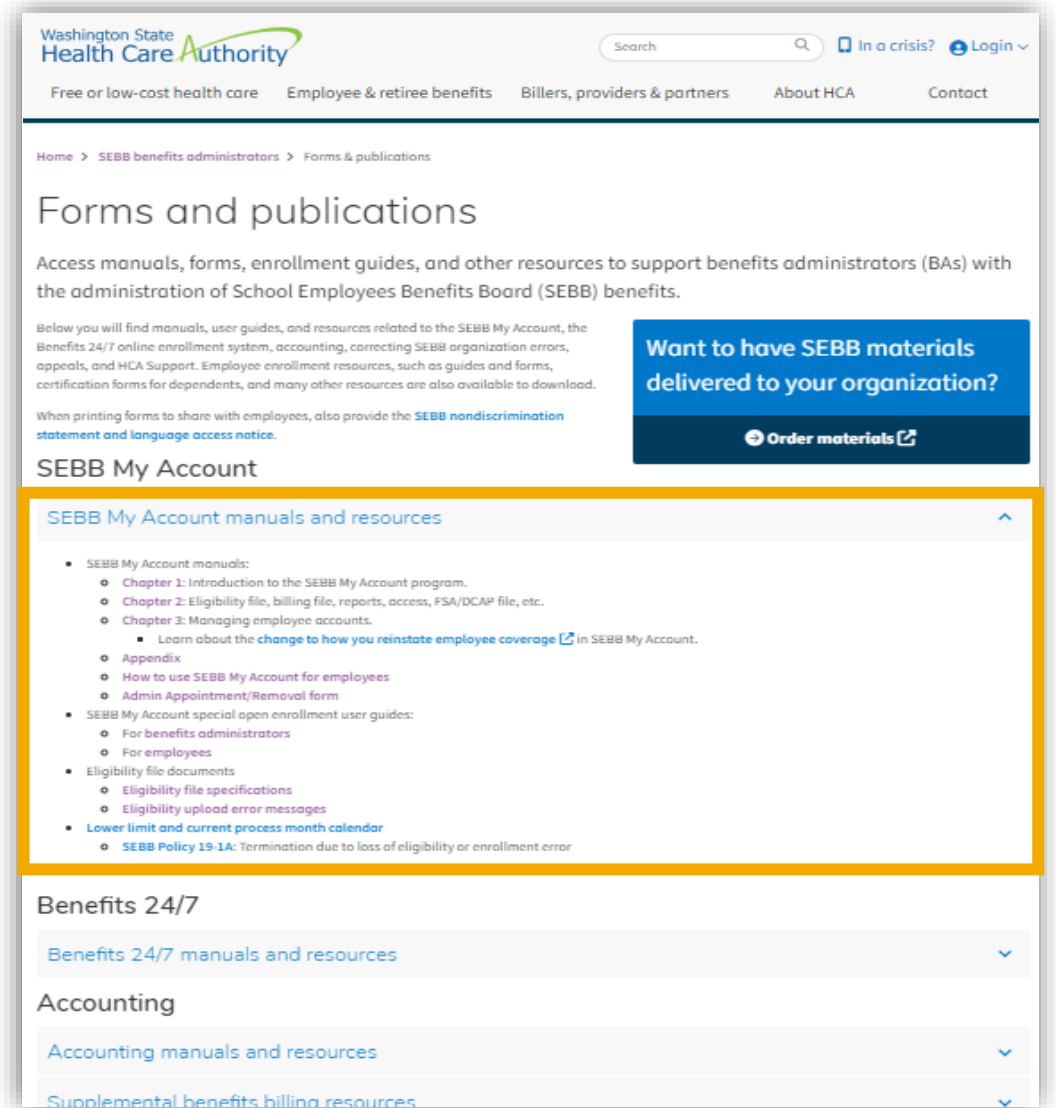 Washington State
Health Care Authority
Search
In a crisis?
Login
Free or low-cost health care
Employee & retiree benefits
Billers, providers & partners
About HCA
Contact
Home > SEBB benefits administrators > Forms & publications
Forms and publications
Access manuals, forms, enrollment guides, and other resources to support benefits administrators (BAs) with
the administration of School Employees Benefits Board (SEBB) benefits.
Below you will find manuals, user guides, and resources related to the SEBB My Account, the
Benefits 24/7 online enrollment system, accounting, correcting SEBB organization errors,
appeals, and HCA Support. Employee enrollment resources, such as guides and forms,
certification forms for dependents, and many other resources are also available to download.
When printing forms to share with employees, also provide the SEBB nondiscrimination
statement and language access notice.
Want to have SEBB materials
delivered to your organization?
Order materials
SEBB My Account
SEBB My Account manuals and resources
SEBB My Account manuals:
Chapter 1: Introduction to the SEBB My Account program.
Chapter 2: Eligibility file, billing file, reports, access, FSA/DCAP file, etc.
Chapter 3: Managing employee accounts.
Learn about the change to how you reinstate employee coverage in SEBB My Account.
Appendix
How to use SEBB My Account for employees
Admin Appointment/Removal form
SEBB My Account special open enrollment user guides:
For benefits administrators
For employees
Eligibility file documents
Eligibility file specifications
Eligibility upload error messages
Lower limit and current process month calendar
SEBB Policy 19-1A: Termination due to loss of eligibility or enrollment error
Benefits 24/7
Benefits 24/7 manuals and resources
Accounting
Accounting manuals and resources
Supplemental benefits billing resources